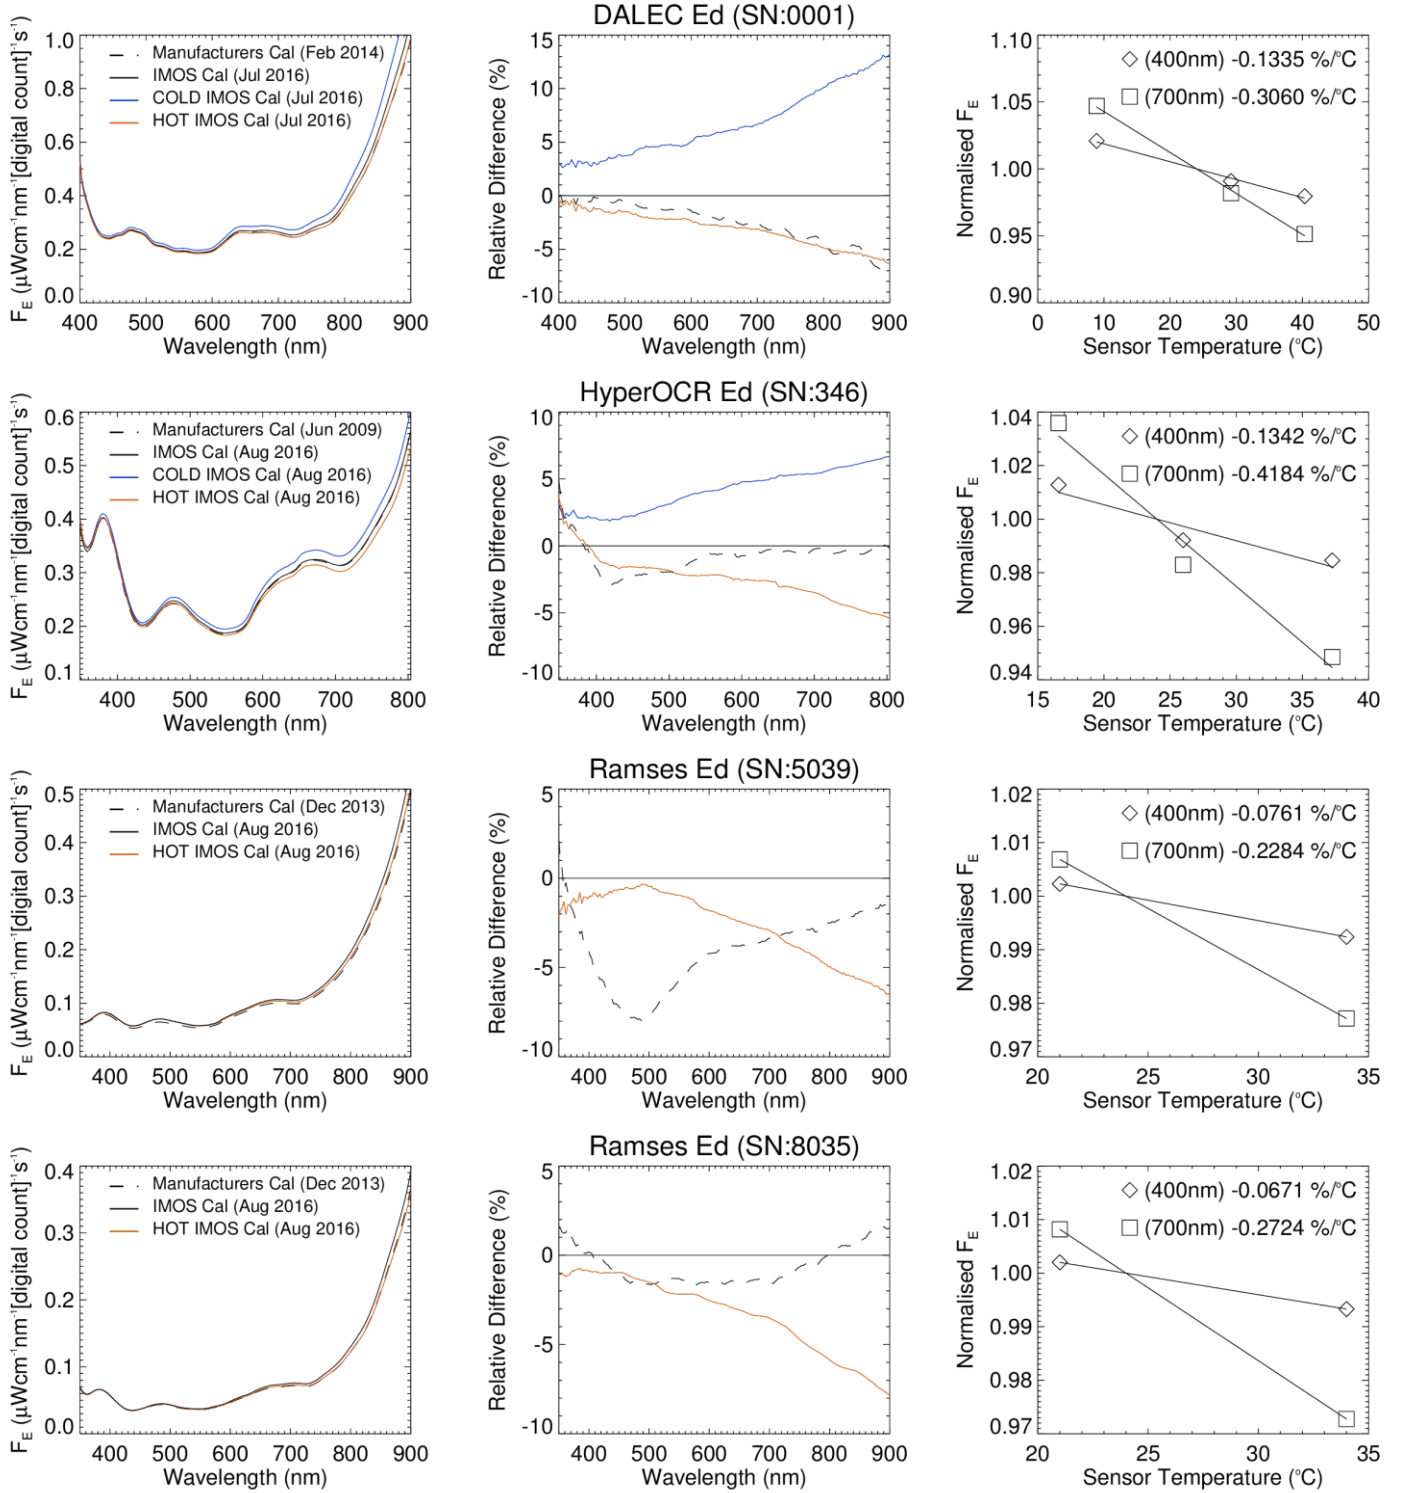 DALEC Ed (SN:0001)
F_E (µWcm⁻¹nm⁻¹[digital count]⁻¹s⁻¹)
1.0
0.8
0.6
0.4
0.2
0.0
Manufacturers Cal (Feb 2014)
IMOS Cal (Jul 2016)
COLD IMOS Cal (Jul 2016)
HOT IMOS Cal (Jul 2016)
400 500 600 700 800 900
Wavelength (nm)
Relative Difference (%)
15
10
5
0
-5
-10
400 500 600 700 800 900
Wavelength (nm)
Normalised F_E
1.10
1.05
1.00
0.95
0.90
(400nm) -0.1335 %/°C
(700nm) -0.3060 %/°C
0 10 20 30 40 50
Sensor Temperature (°C)
HyperOCR Ed (SN:346)
F_E (µWcm⁻¹nm⁻¹[digital count]⁻¹s⁻¹)
0.6
0.5
0.4
0.3
0.2
0.1
Manufacturers Cal (Jun 2009)
IMOS Cal (Aug 2016)
COLD IMOS Cal (Aug 2016)
HOT IMOS Cal (Aug 2016)
400 500 600 700 800
Wavelength (nm)
Relative Difference (%)
10
5
0
-5
-10
400 500 600 700 800
Wavelength (nm)
Normalised F_E
1.04
1.02
1.00
0.98
0.96
0.94
(400nm) -0.1342 %/°C
(700nm) -0.4184 %/°C
15 20 25 30 35 40
Sensor Temperature (°C)
Ramses Ed (SN:5039)
F_E (µWcm⁻¹nm⁻¹[digital count]⁻¹s⁻¹)
0.5
0.4
0.3
0.2
0.1
0.0
Manufacturers Cal (Dec 2013)
IMOS Cal (Aug 2016)
HOT IMOS Cal (Aug 2016)
400 500 600 700 800 900
Wavelength (nm)
Relative Difference (%)
5
0
-5
-10
400 500 600 700 800 900
Wavelength (nm)
Normalised F_E
1.02
1.01
1.00
0.99
0.98
0.97
(400nm) -0.0761 %/°C
(700nm) -0.2284 %/°C
20 25 30 35
Sensor Temperature (°C)
Ramses Ed (SN:8035)
F_E (µWcm⁻¹nm⁻¹[digital count]⁻¹s⁻¹)
0.4
0.3
0.2
0.1
0.0
Manufacturers Cal (Dec 2013)
IMOS Cal (Aug 2016)
HOT IMOS Cal (Aug 2016)
400 500 600 700 800 900
Wavelength (nm)
Relative Difference (%)
5
0
-5
-10
400 500 600 700 800 900
Wavelength (nm)
Normalised F_E
1.02
1.01
1.00
0.99
0.98
0.97
(400nm) -0.0671 %/°C
(700nm) -0.2724 %/°C
20 25 30 35
Sensor Temperature (°C)